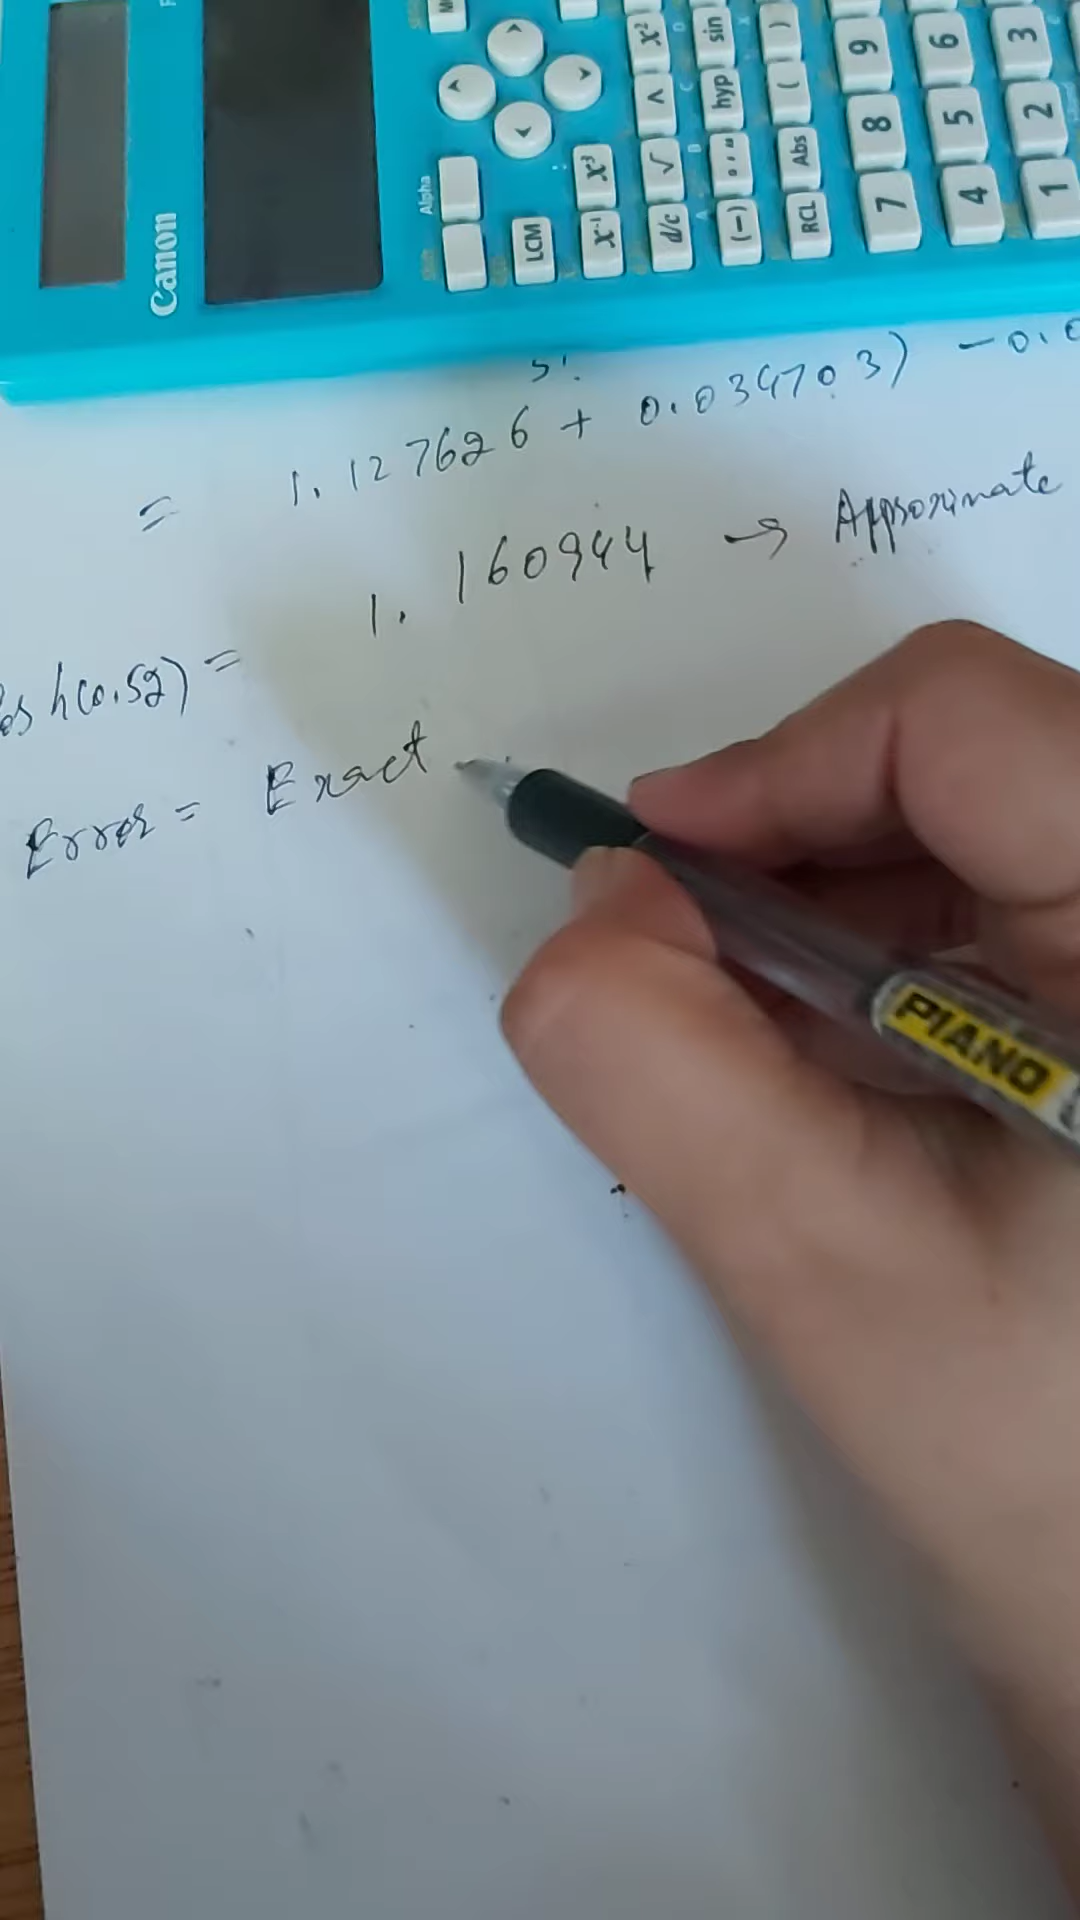 Canon
Alpha
LCM
x⁻¹ x³
d/c √ ∧ x²
(−) hyp sin
RCL Abs ( )
7 8 9
4 5 6
1 2 3
5!
= 1.127626 + 0.034703) - 0.0
1.160944 → Approximate
h(0.52) =
Error = Exact
PIANO